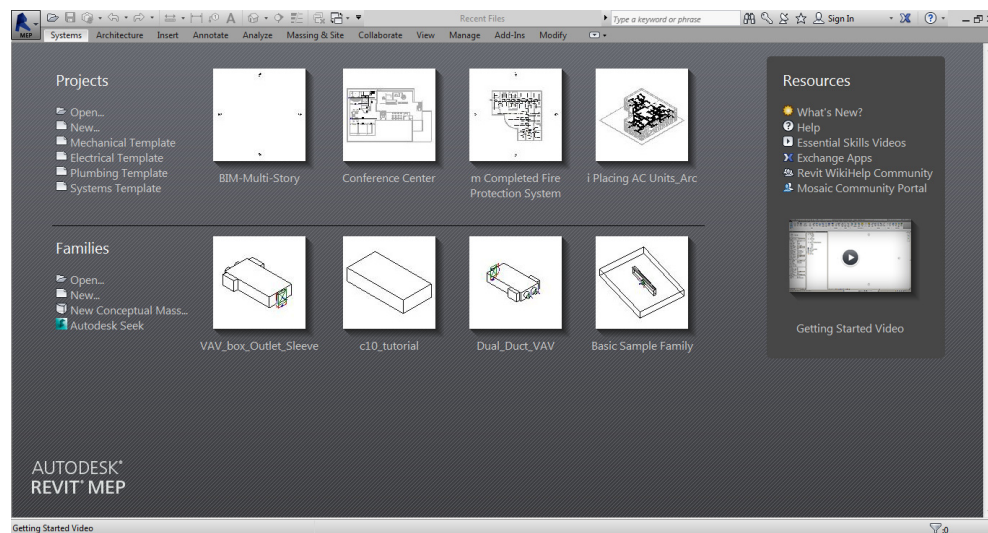 Recent Files
Type a keyword or phrase
Sign In
MEP
Systems Architecture Insert Annotate Analyze Massing & Site Collaborate View Manage Add-Ins Modify
Projects
Open...
New...
Mechanical Template
Electrical Template
Plumbing Template
Systems Template
BIM-Multi-Story
Conference Center
m Completed Fire
Protection System
i Placing AC Units_Arc
Families
Open...
New...
New Conceptual Mass...
Autodesk Seek
VAV_box_Outlet_Sleeve
c10_tutorial
Dual_Duct_VAV
Basic Sample Family
Resources
What's New?
Help
Essential Skills Videos
Exchange Apps
Revit WikiHelp Community
Mosaic Community Portal
Getting Started Video
AUTODESK®
REVIT® MEP
Getting Started Video
:0